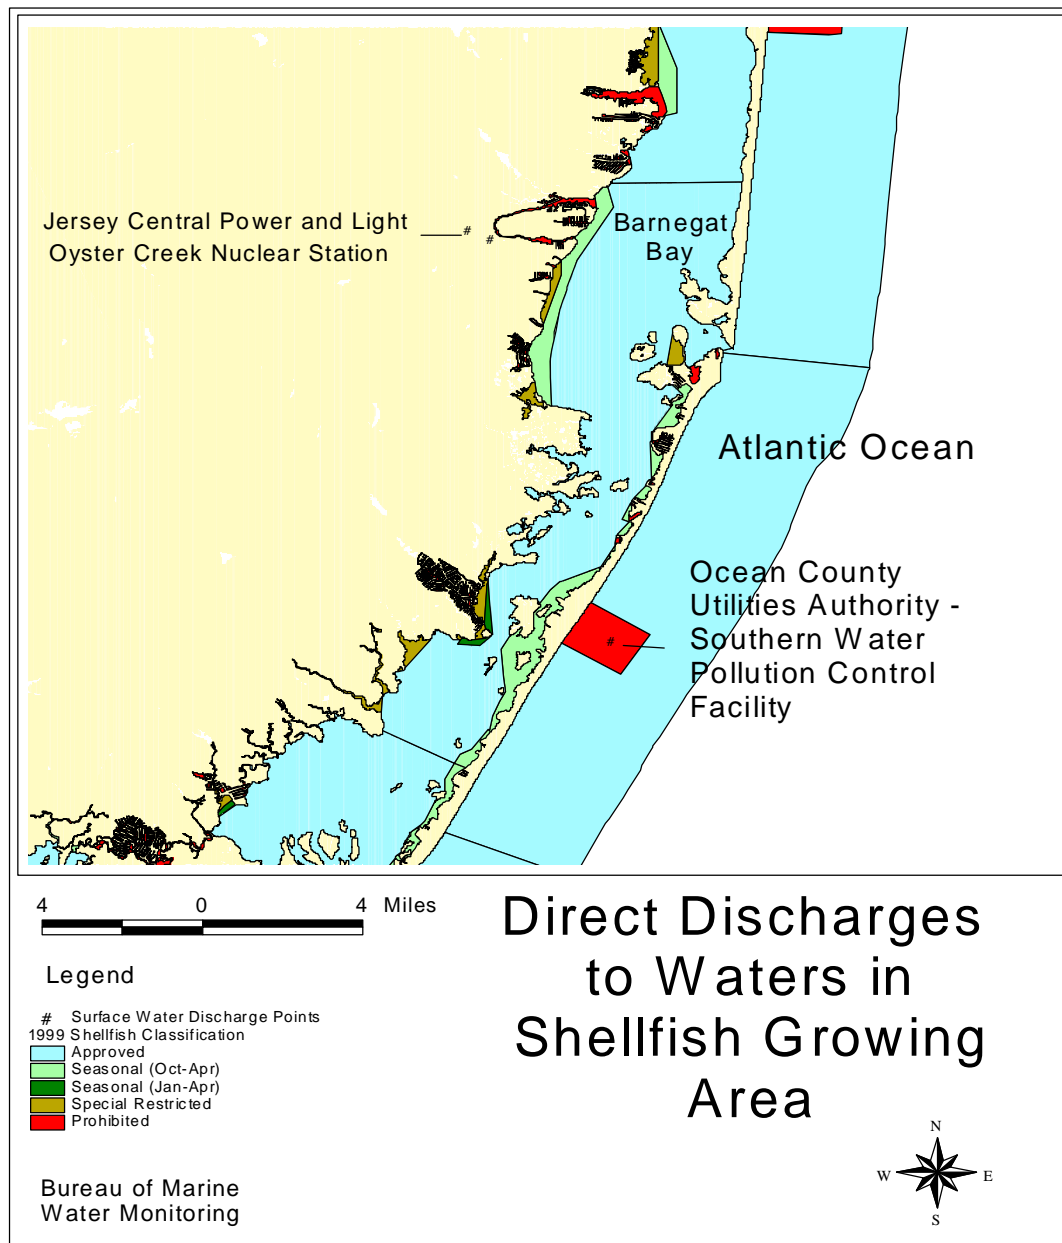 Jersey Central Power and Light
Oyster Creek Nuclear Station
#
#
Barnegat
Bay
Atlantic Ocean
Ocean County
Utilities Authority -
Southern Water
Pollution Control
Facility
#
4 0 4 Miles
Legend
# Surface Water Discharge Points
1999 Shellfish Classification
Approved
Seasonal (Oct-Apr)
Seasonal (Jan-Apr)
Special Restricted
Prohibited
Bureau of Marine
Water Monitoring
Direct Discharges
to Waters in
Shellfish Growing
Area
N
W E
S